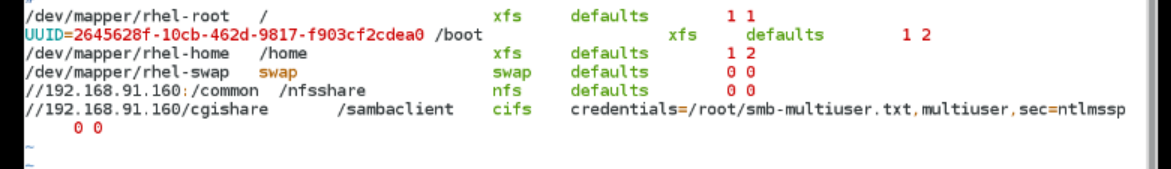 /dev/mapper/rhel-root   /                       xfs     defaults        1 1
UUID=2645628f-10cb-462d-9817-f903cf2cdea0 /boot                   xfs     defaults        1 2
/dev/mapper/rhel-home   /home                   xfs     defaults        1 2
/dev/mapper/rhel-swap   swap                    swap    defaults        0 0
//192.168.91.160:/common  /nfsshare             nfs     defaults        0 0
//192.168.91.160/cgishare       /sambaclient    cifs    credentials=/root/smb-multiuser.txt,multiuser,sec=ntlmssp
0 0
~
~